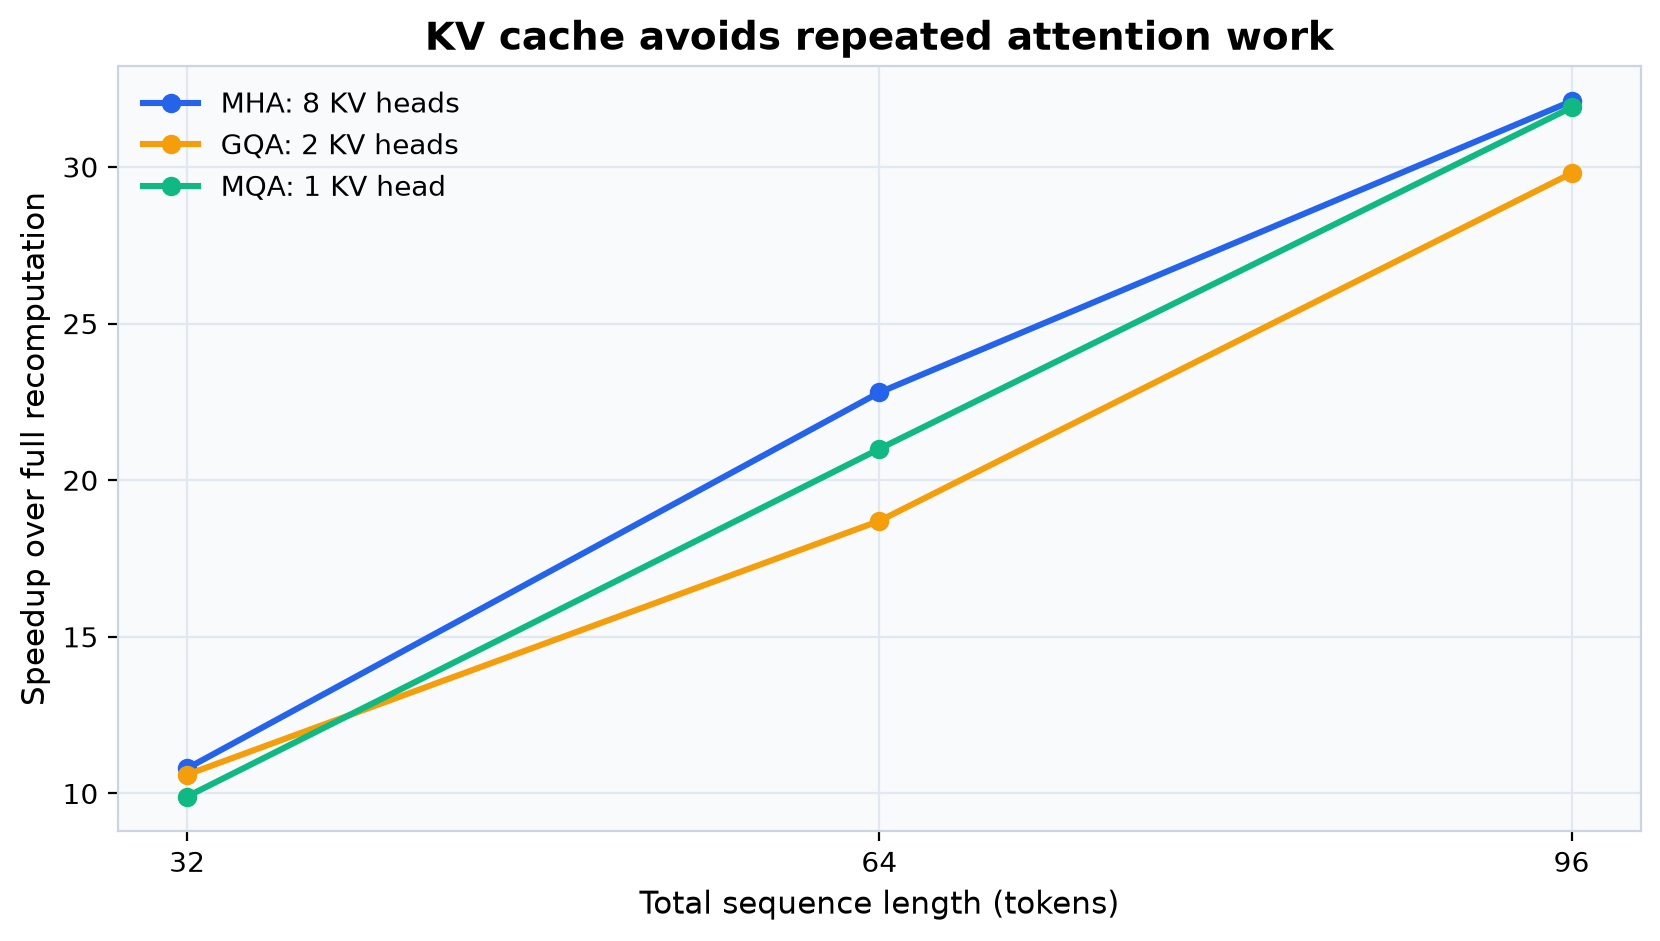 KV cache avoids repeated attention work
MHA: 8 KV heads
GQA: 2 KV heads
MQA: 1 KV head
Speedup over full recomputation
30
25
20
15
10
32
64
96
Total sequence length (tokens)